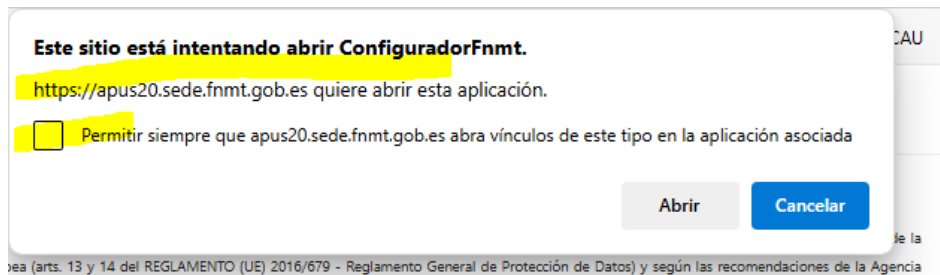 Este sitio está intentando abrir ConfiguradorFnmt.
CAU
https://apus20.sede.fnmt.gob.es quiere abrir esta aplicación.
Permitir siempre que apus20.sede.fnmt.gob.es abra vínculos de este tipo en la aplicación asociada
Abrir
Cancelar
de la
pea (arts. 13 y 14 del REGLAMENTO (UE) 2016/679 - Reglamento General de Protección de Datos) y según las recomendaciones de la Agencia